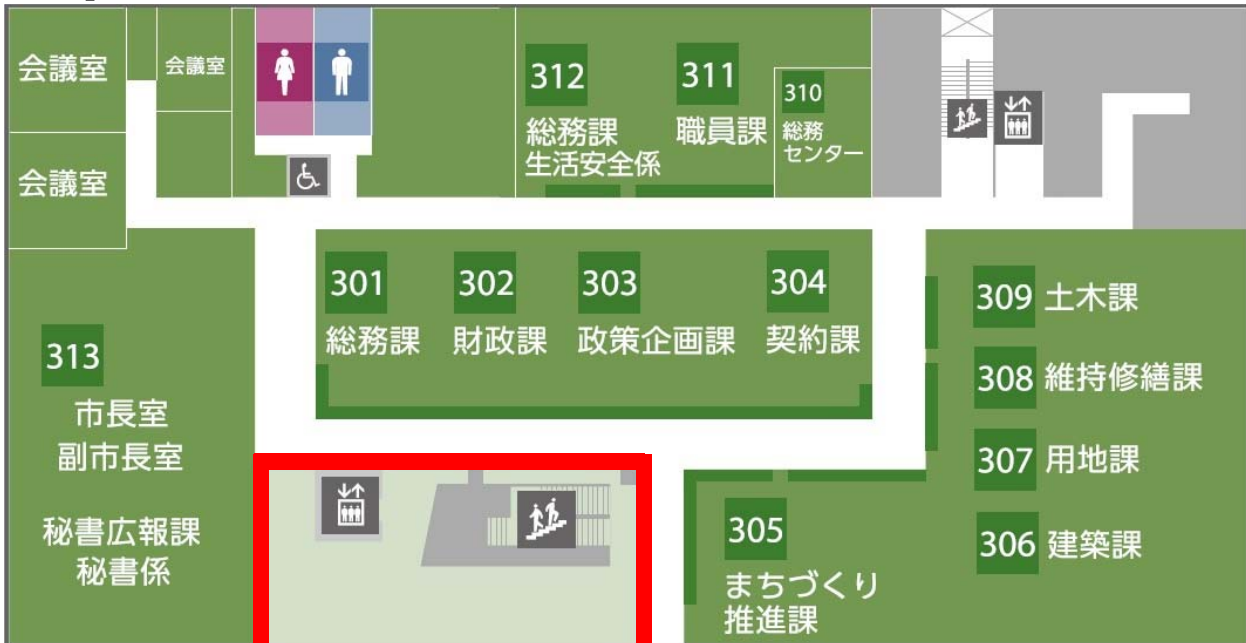 会議室
会議室
312
311
310
総務課
生活安全係
職員課
総務
センター
会議室
301
302
303
304
総務課
財政課
政策企画課
契約課
309 土木課
308 維持修繕課
307 用地課
306 建築課
313
市長室
副市長室
秘書広報課
秘書係
305
まちづくり
推進課